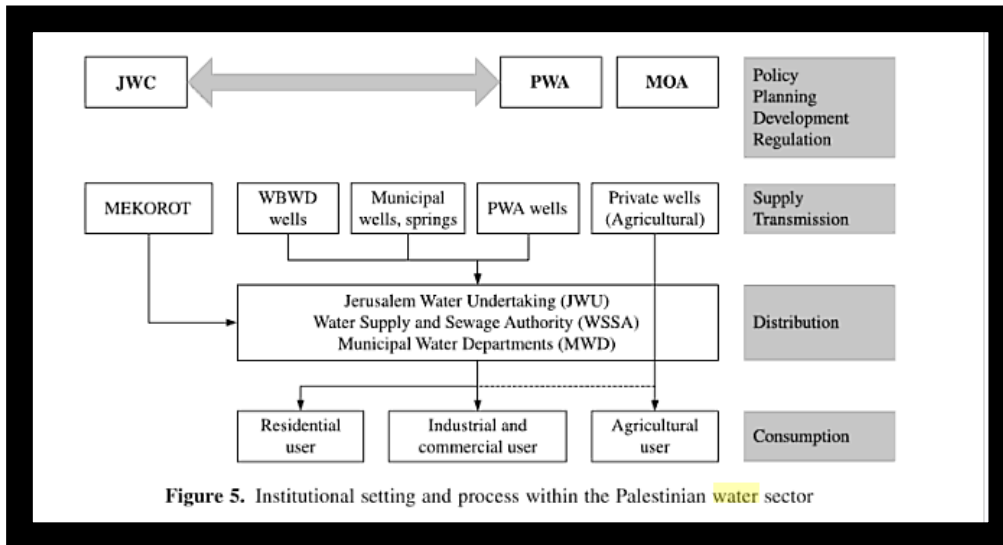 JWC
PWA
MOA
Policy
Planning
Development
Regulation
MEKOROT
WBWD
wells
Municipal
wells, springs
PWA wells
Private wells
(Agricultural)
Supply
Transmission
Jerusalem Water Undertaking (JWU)
Water Supply and Sewage Authority (WSSA)
Municipal Water Departments (MWD)
Distribution
Residential
user
Industrial and
commercial user
Agricultural
user
Consumption
Figure 5. Institutional setting and process within the Palestinian water sector